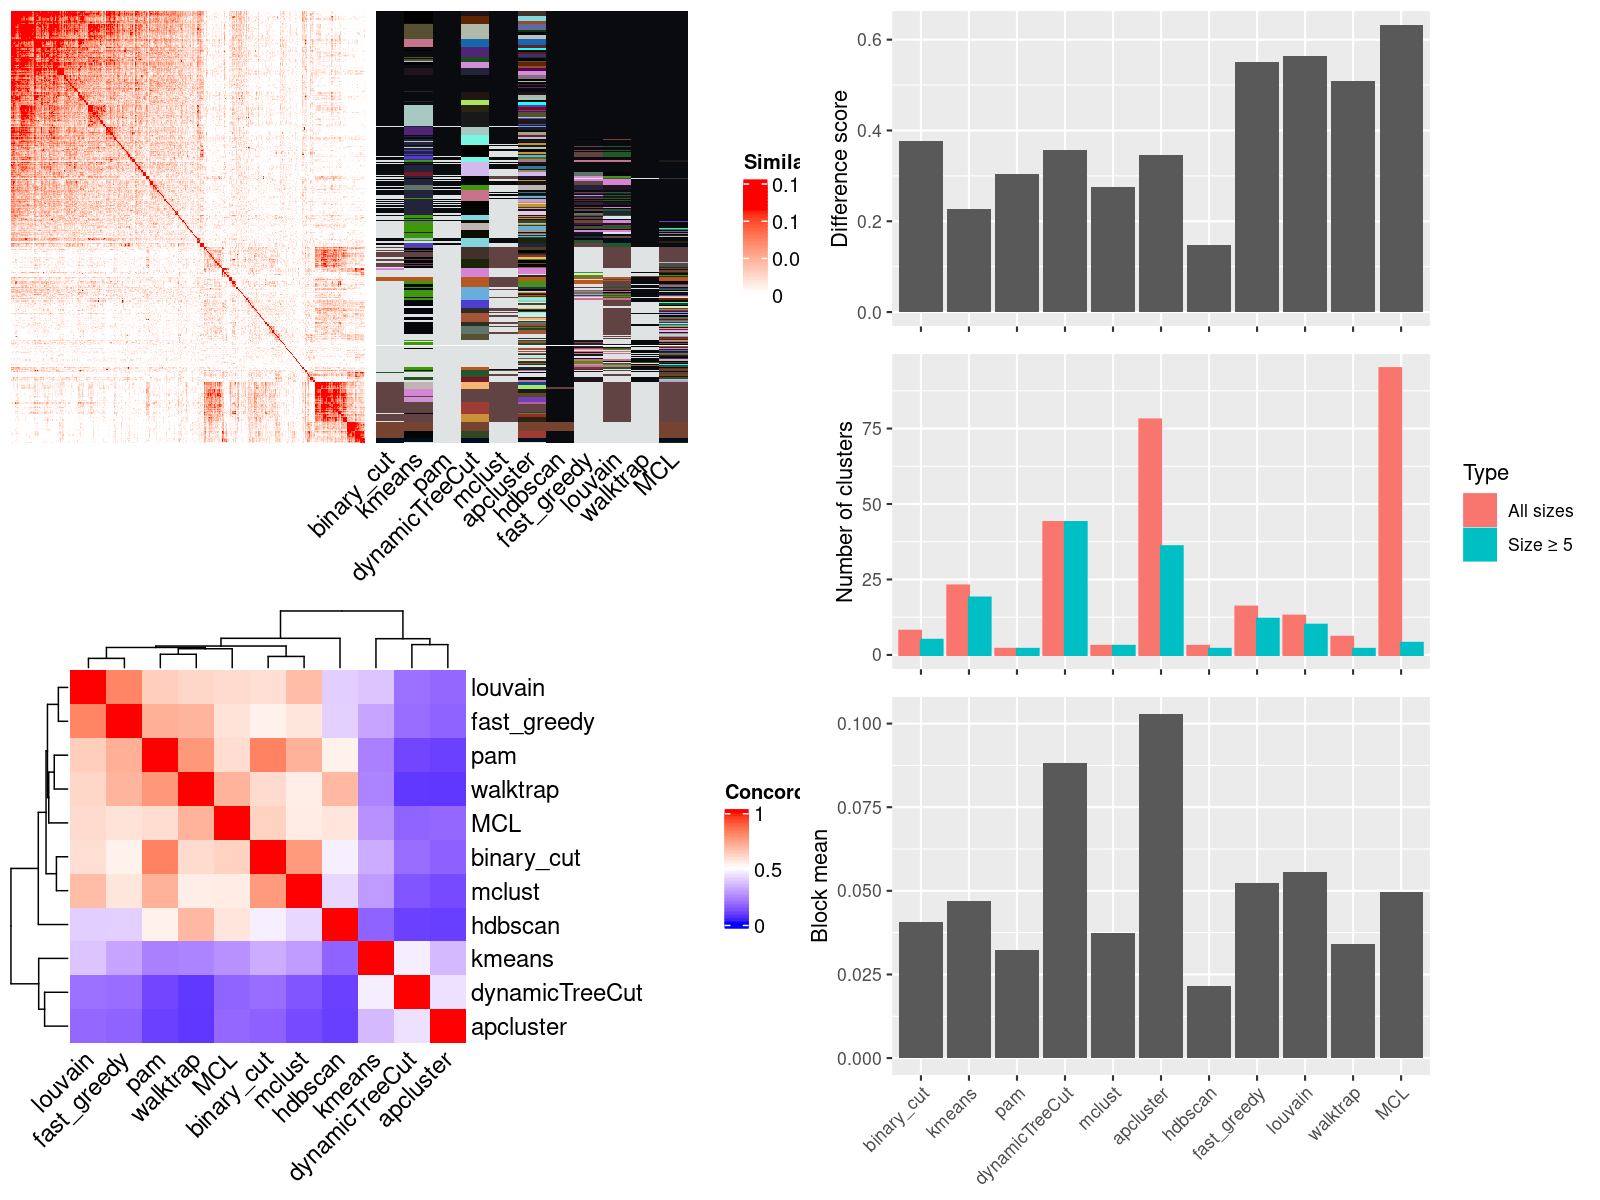 Simila
0.1
0.1
0.0
0
binary_cut
kmeans
pam
dynamicTreeCut
mclust
apcluster
hdbscan
fast_greedy
louvain
walktrap
MCL
louvain
fast_greedy
pam
walktrap
MCL
binary_cut
mclust
hdbscan
kmeans
dynamicTreeCut
apcluster
Concord
1
0.5
0
louvain
fast_greedy
pam
walktrap
MCL
binary_cut
mclust
hdbscan
kmeans
dynamicTreeCut
apcluster
Difference score
0.6
0.4
0.2
0.0
Number of clusters
75
50
25
0
Type
All sizes
Size ≥ 5
Block mean
0.100
0.075
0.050
0.025
0.000
binary_cut
kmeans
pam
dynamicTreeCut
mclust
apcluster
hdbscan
fast_greedy
louvain
walktrap
MCL